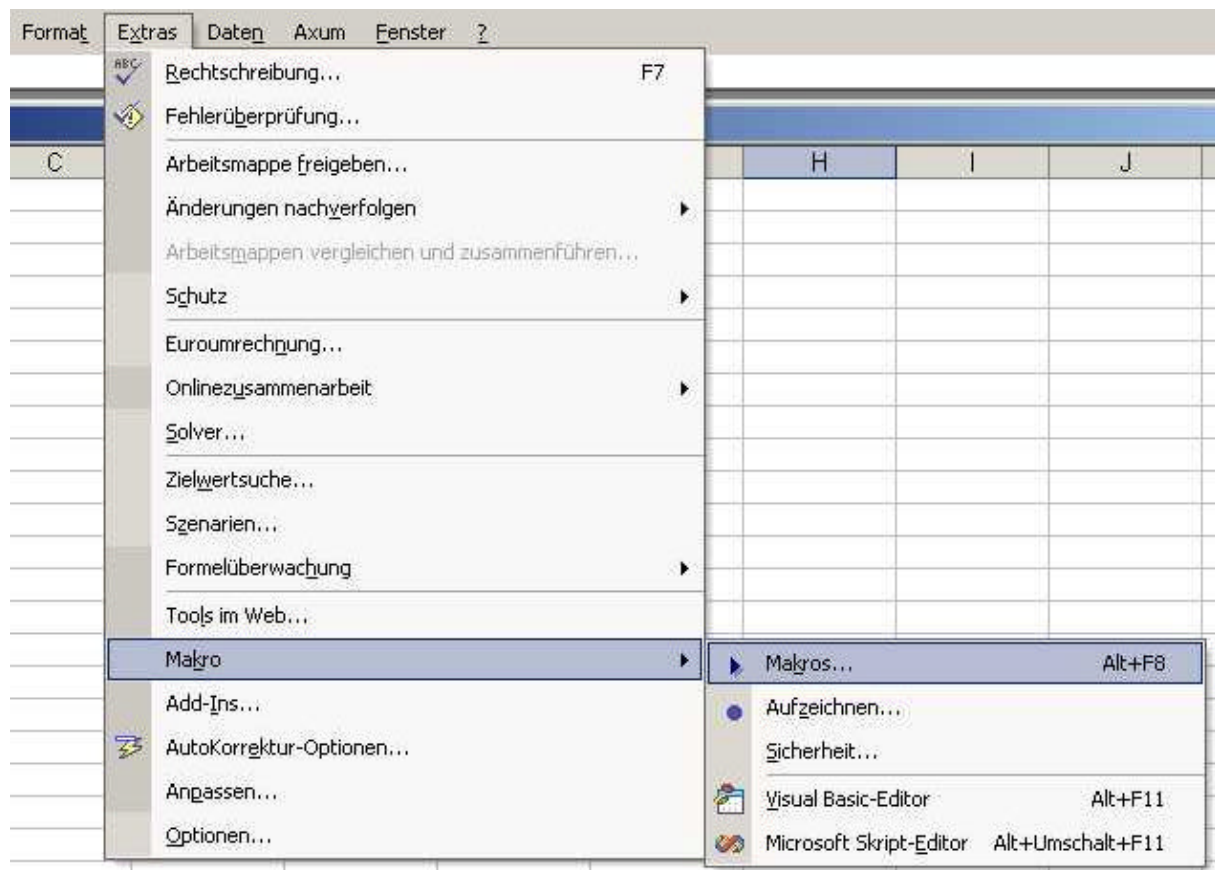 Format Extras Daten Axum Fenster ?
ABC Rechtschreibung... F7
Fehlerüberprüfung...
C H I J
Arbeitsmappe freigeben...
Änderungen nachverfolgen
Arbeitsmappen vergleichen und zusammenführen...
Schutz
Euroumrechnung...
Onlinezusammenarbeit
Solver...
Zielwertsuche...
Szenarien...
Formelüberwachung
Tools im Web...
Makro
Add-Ins...
AutoKorrektur-Optionen...
Anpassen...
Optionen...
Makros... Alt+F8
Aufzeichnen...
Sicherheit...
Visual Basic-Editor Alt+F11
Microsoft Skript-Editor Alt+Umschalt+F11